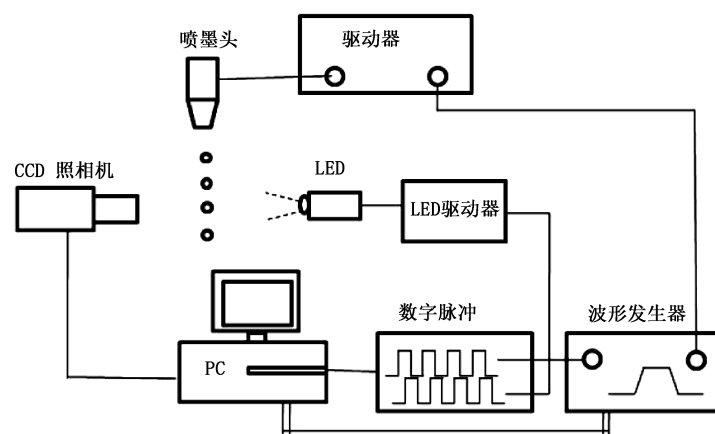 喷墨头
驱动器
CCD 照相机
LED
LED驱动器
数字脉冲
波形发生器
PC